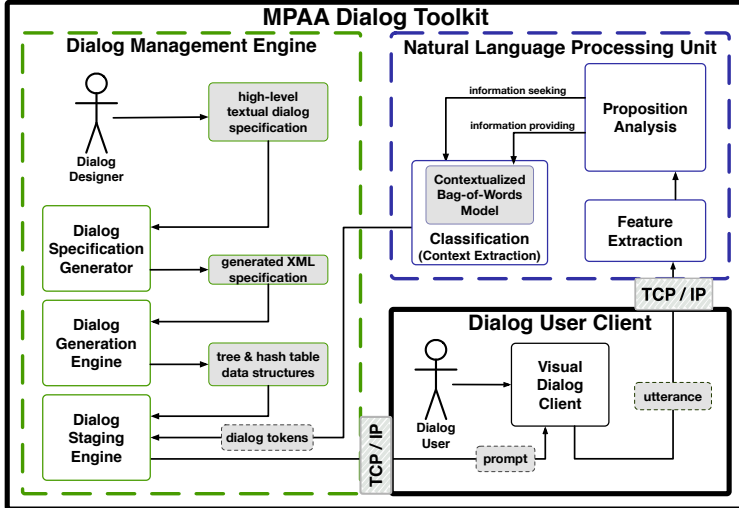 MPAA Dialog Toolkit
Dialog Management Engine
high-level
textual dialog
specification
Dialog
Designer
Dialog
Specification
Generator
generated XML
specification
Dialog
Generation
Engine
tree & hash table
data structures
Dialog
Staging
Engine
dialog tokens
Natural Language Processing Unit
information seeking
information providing
Proposition
Analysis
Contextualized
Bag-of-Words
Model
Classification
(Context Extraction)
Feature
Extraction
TCP / IP
Dialog User Client
Visual
Dialog
Client
utterance
Dialog
User
prompt
TCP / IP